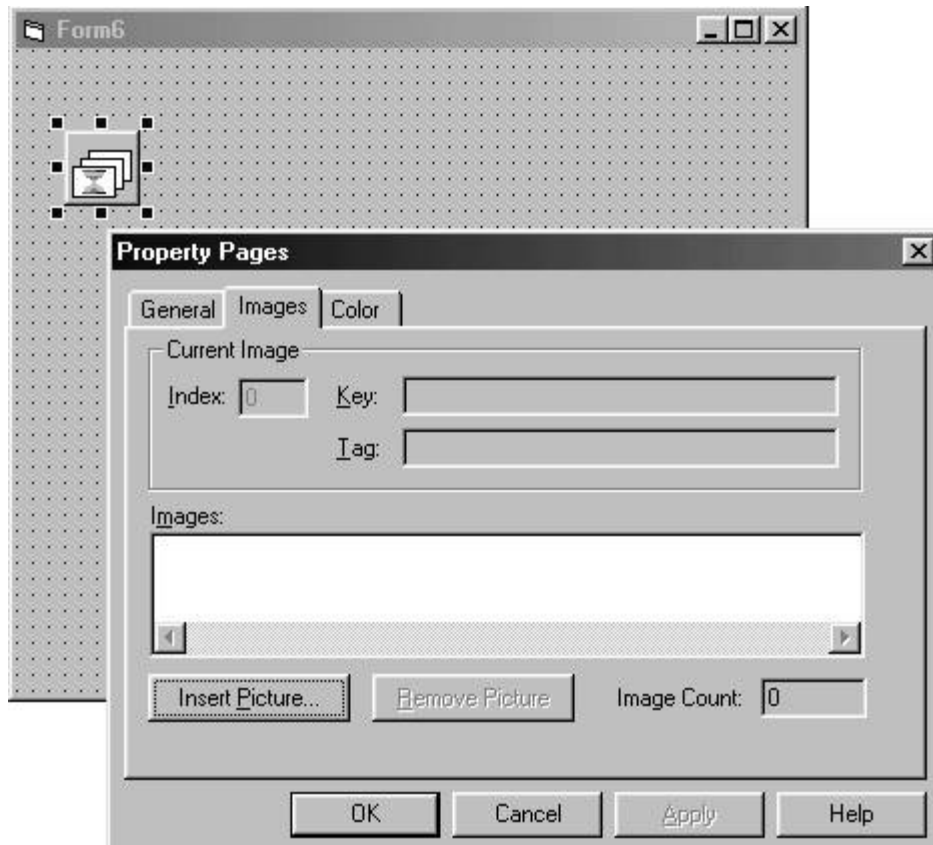 Form6
Property Pages
General Images Color
Current Image
Index: 0 Key:
Tag:
Images:
Insert Picture... Remove Picture Image Count: 0
OK Cancel Apply Help